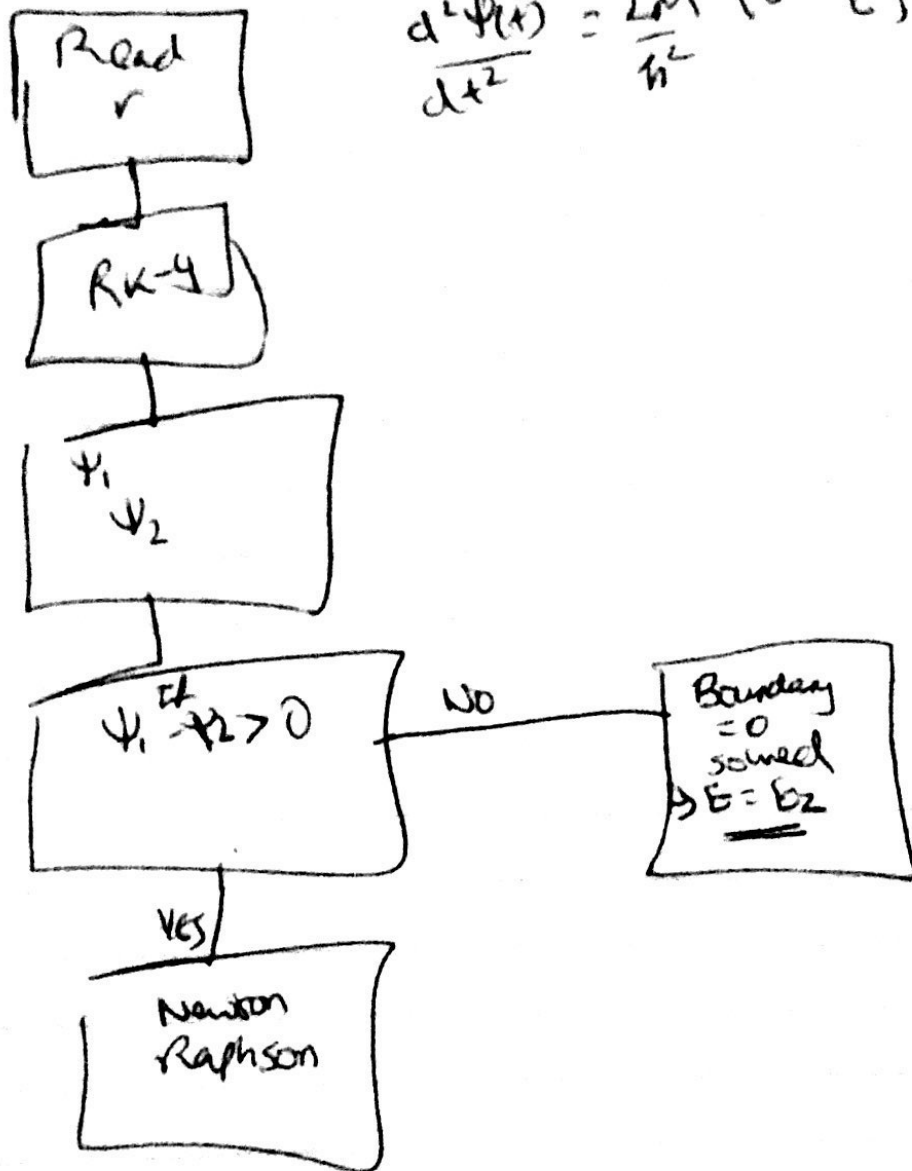 d²Ψ(t) / dt² = 2M / ħ²
Read
r
RK-4
Ψ₁
Ψ₂
If
Ψ₁ Ψ₂ > 0
NO
Boundary
= 0
solved
→ E = E₂
YES
Newton
Raphson